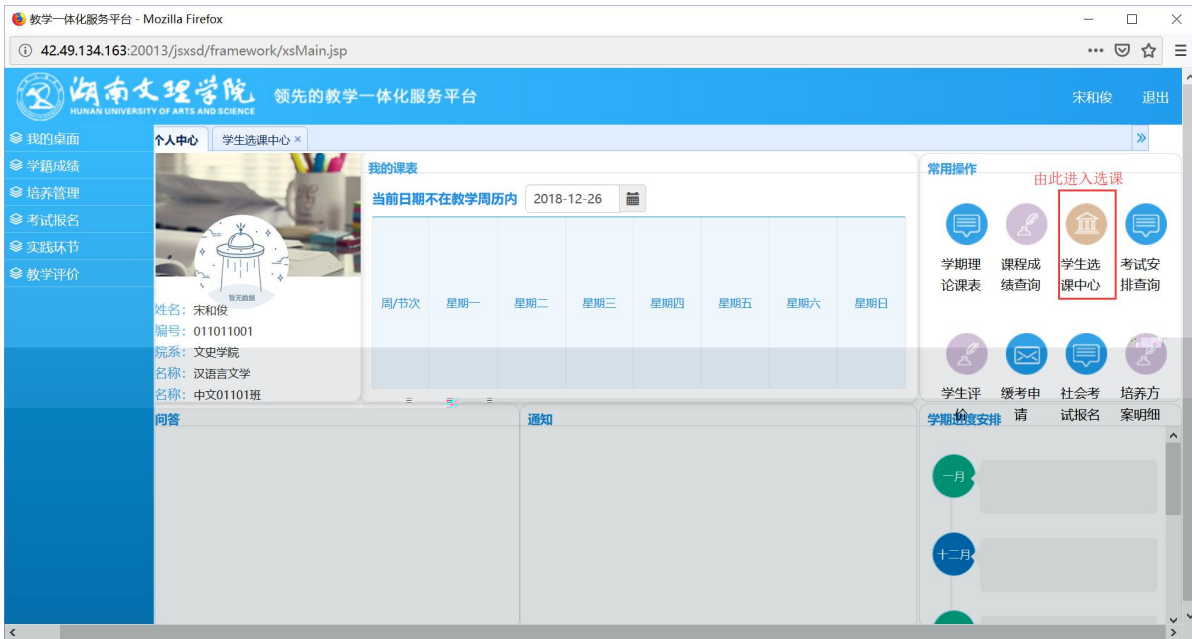 教学一体化服务平台 - Mozilla Firefox
42.49.134.163:20013/jsxsd/framework/xsMain.jsp
湖南文理学院
HUNAN UNIVERSITY OF ARTS AND SCIENCE
领先的教学一体化服务平台
宋和俊 退出
我的桌面
学籍成绩
培养管理
考试报名
实践环节
教学评价
个人中心 学生选课中心 ×
暂无数据
姓名: 宋和俊
编号: 011011001
院系: 文史学院
名称: 汉语言文学
名称: 中文01101班
我的课表
当前日期不在教学周历内 2018-12-26
周/节次 星期一 星期二 星期三 星期四 星期五 星期六 星期日
常用操作
由此进入选课
学期理论课表
课程成绩查询
学生选课中心
考试安排查询
学生评价
缓考申请
社会考试报名
培养方案明细
问答
通知
学期进度安排
一月
十二月